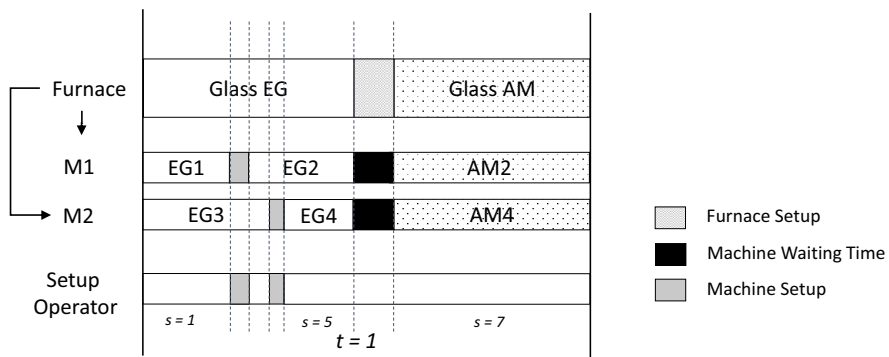 Furnace
Glass EG
Glass AM
M1
EG1
EG2
AM2
M2
EG3
EG4
AM4
Setup
Operator
s = 1
s = 5
s = 7
t = 1
Furnace Setup
Machine Waiting Time
Machine Setup